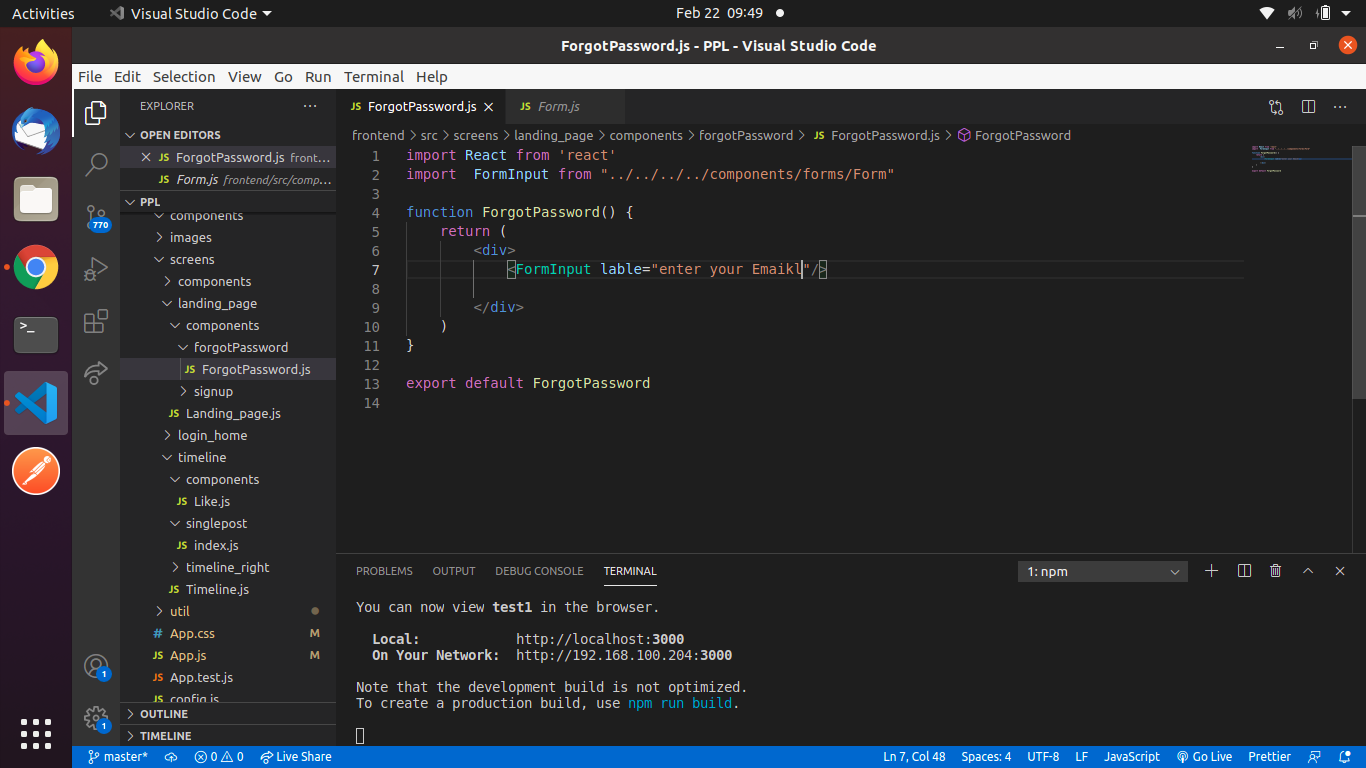 Activities
Visual Studio Code
Feb 22 09:49
ForgotPassword.js - PPL - Visual Studio Code
File Edit Selection View Go Run Terminal Help
EXPLORER
OPEN EDITORS
JS ForgotPassword.js front...
JS Form.js frontend/src/comp...
770
PPL
components
images
screens
components
landing_page
components
forgotPassword
JS ForgotPassword.js
signup
JS Landing_page.js
login_home
timeline
components
JS Like.js
singlepost
JS index.js
timeline_right
JS Timeline.js
util
# App.css M
JS App.js M
JS App.test.js
JS config.js
OUTLINE
TIMELINE
1
1
JS ForgotPassword.js
JS Form.js
frontend > src > screens > landing_page > components > forgotPassword > JS ForgotPassword.js > ForgotPassword
1 import React from 'react'
2 import  FormInput from "../../../../components/forms/Form"
3
4 function ForgotPassword() {
5     return (
6         <div>
7             <FormInput lable="enter your Emaikl"/>
8
9         </div>
10     )
11 }
12
13 export default ForgotPassword
14
PROBLEMS OUTPUT DEBUG CONSOLE TERMINAL
1: npm
You can now view test1 in the browser.
Local: http://localhost:3000
On Your Network: http://192.168.100.204:3000
Note that the development build is not optimized.
To create a production build, use npm run build.
master* 0 0 Live Share
Ln 7, Col 48 Spaces: 4 UTF-8 LF JavaScript Go Live Prettier